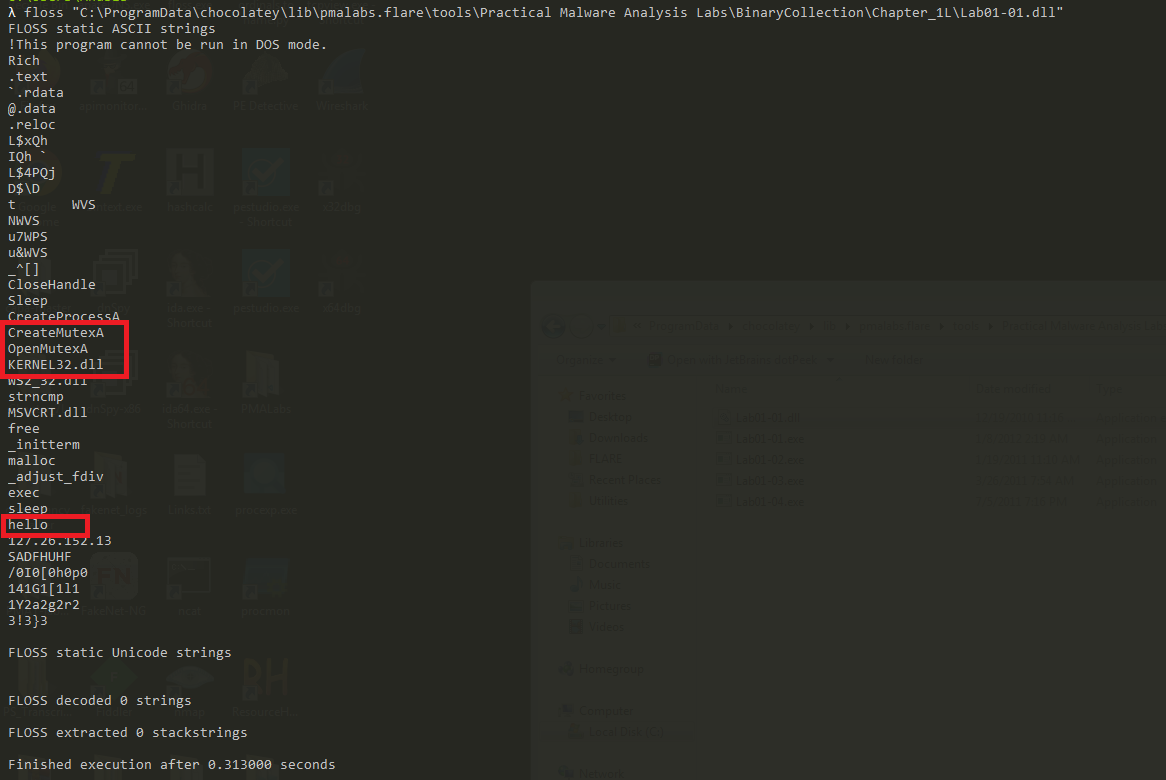 λ floss "C:\ProgramData\chocolatey\lib\pmalabs.flare\tools\Practical Malware Analysis Labs\BinaryCollection\Chapter_1L\Lab01-01.dll"
FLOSS static ASCII strings
!This program cannot be run in DOS mode.
Rich
.text
`.rdata
@.data
.reloc
L$xQh
IQh `
L$4PQj
D$\D
t       WVS
NWVS
u7WPS
u&WVS
_^[]
CloseHandle
Sleep
CreateProcessA
CreateMutexA
OpenMutexA
KERNEL32.dll
WS2_32.dll
strncmp
MSVCRT.dll
free
_initterm
malloc
_adjust_fdiv
exec
sleep
hello
127.26.152.13
SADFHUHF
/0I0[0h0p0
141G1[1l1
1Y2a2g2r2
3!3}3
FLOSS static Unicode strings
FLOSS decoded 0 strings
FLOSS extracted 0 stackstrings
Finished execution after 0.313000 seconds